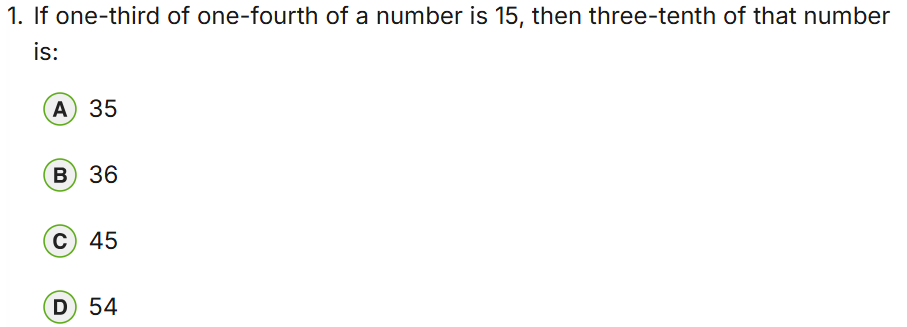 1. If one-third of one-fourth of a number is 15, then three-tenth of that number
is:
A 35
B 36
C 45
D 54